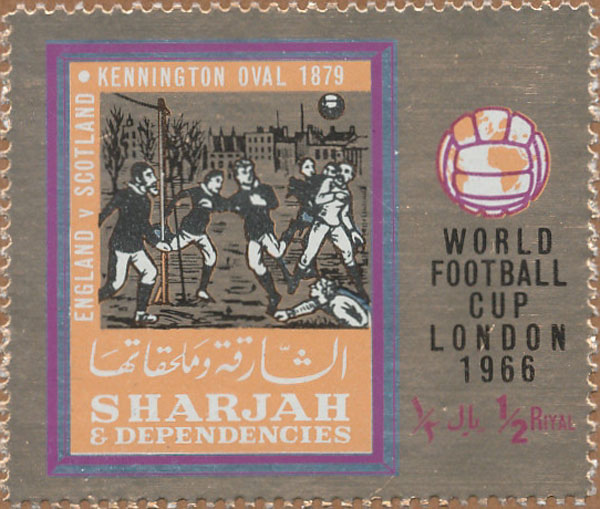 KENNINGTON OVAL 1879
ENGLAND v SCOTLAND
الشارقة وملحقاتها
SHARJAH
& DEPENDENCIES
WORLD
FOOTBALL
CUP
LONDON
1966
١/٢ ريال 1/2 RIYAL